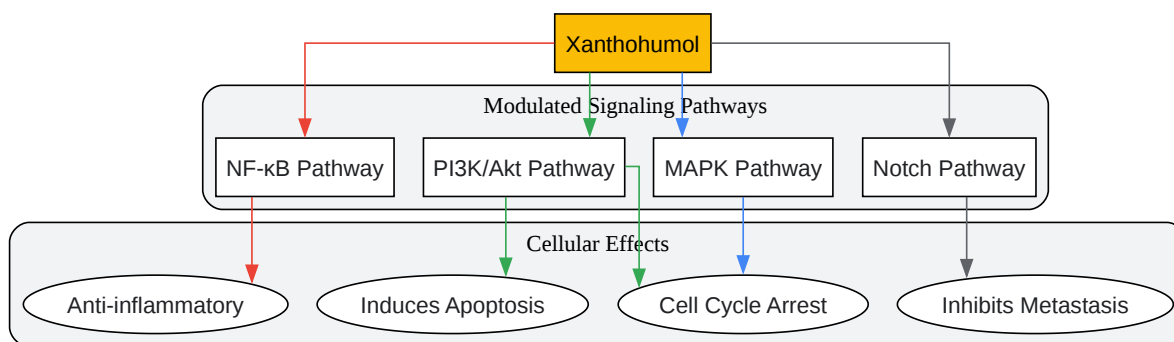 Xanthohumol
Modulated Signaling Pathways
NF-κB Pathway
PI3K/Akt Pathway
MAPK Pathway
Notch Pathway
Cellular Effects
Anti-inflammatory
Induces Apoptosis
Cell Cycle Arrest
Inhibits Metastasis